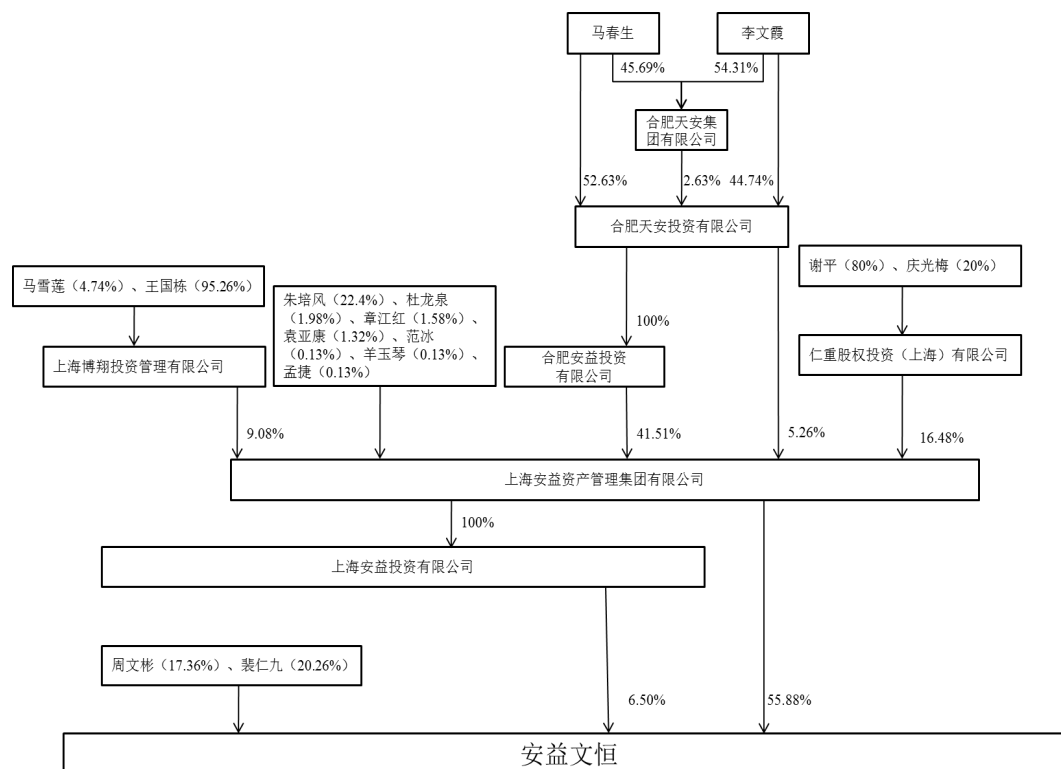 马春生
李文霞
45.69%
54.31%
合肥天安集
团有限公司
52.63%
2.63%
44.74%
合肥天安投资有限公司
马雪莲（4.74%）、王国栋（95.26%）
朱培风（22.4%）、杜龙泉
（1.98%）、章江红（1.58%）、
袁亚康（1.32%）、范冰
（0.13%）、羊玉琴（0.13%）、
孟捷（0.13%）
100%
谢平（80%）、庆光梅（20%）
上海博翔投资管理有限公司
合肥安益投资
有限公司
仁重股权投资（上海）有限公司
9.08%
41.51%
5.26%
16.48%
上海安益资产管理集团有限公司
100%
上海安益投资有限公司
周文彬（17.36%）、裴仁九（20.26%）
6.50%
55.88%
安益文恒